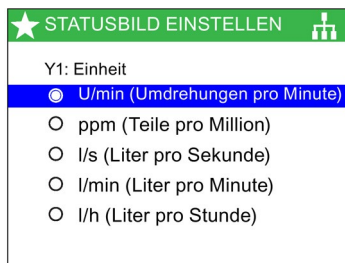 STATUSBILD EINSTELLEN
Y1: Einheit
U/min (Umdrehungen pro Minute)
ppm (Teile pro Million)
l/s (Liter pro Sekunde)
l/min (Liter pro Minute)
l/h (Liter pro Stunde)